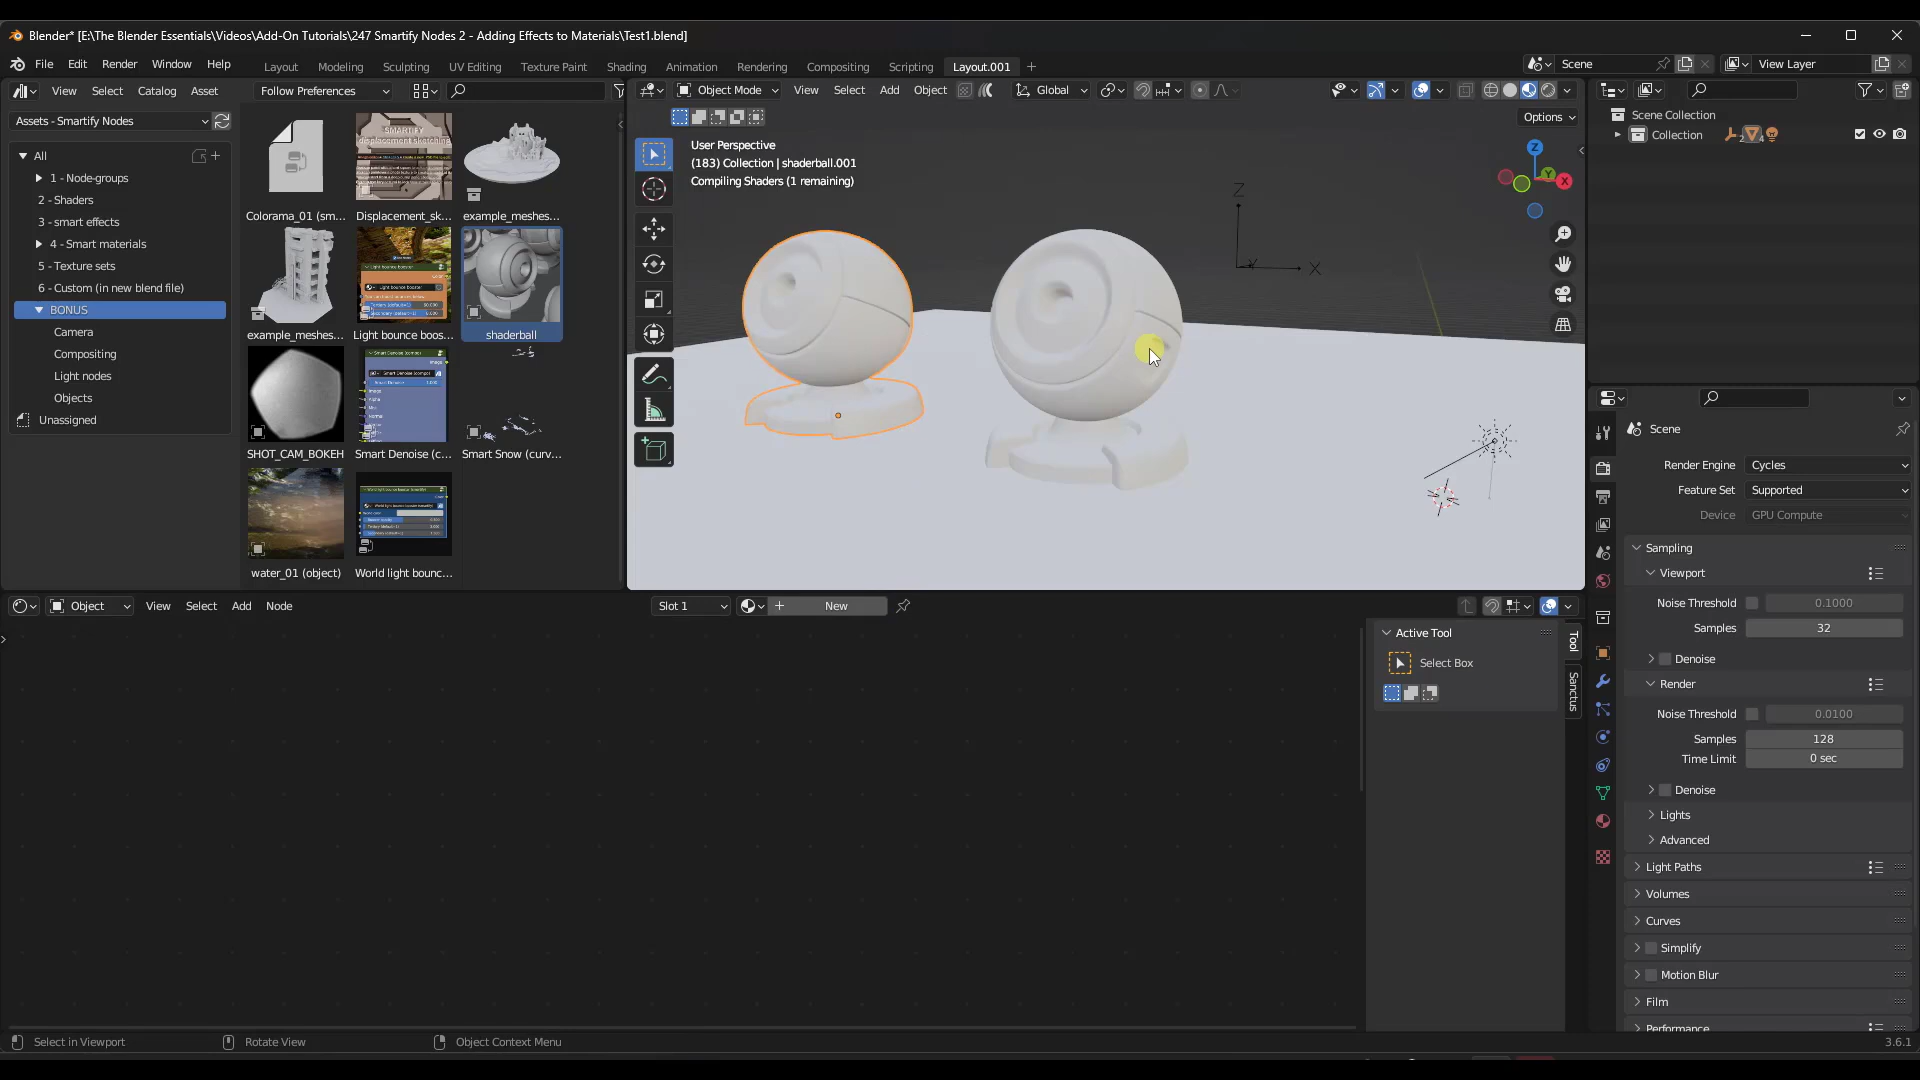 Blender* [E:\The Blender Essentials\Videos\Add-On Tutorials\247 Smartify Nodes 2 - Adding Effects to Materials\Test1.blend]
File Edit Render Window Help
Layout Modeling Sculpting UV Editing Texture Paint Shading Animation Rendering Compositing Scripting Layout.001
Scene
View Layer
View Select Catalog Asset
Follow Preferences
Object Mode View Select Add Object Global
Options
Assets - Smartify Nodes
All
1 - Node-groups
2 - Shaders
3 - smart effects
4 - Smart materials
5 - Texture sets
6 - Custom (in new blend file)
BONUS
Camera
Compositing
Light nodes
Objects
Unassigned
Colorama_01 (sm...
Displacement_sk...
example_meshes...
example_meshes...
Light bounce boos...
shaderball
SHOT_CAM_BOKEH
Smart Denoise (c...
Smart Snow (curv...
water_01 (object)
World light bounc...
User Perspective
(183) Collection | shaderball.001
Compiling Shaders (1 remaining)
Z
X
Y
Z
Y
X
Scene Collection
Collection
Scene
Render Engine Cycles
Feature Set Supported
Device GPU Compute
Sampling
Viewport
Noise Threshold 0.1000
Samples 32
Denoise
Render
Noise Threshold 0.0100
Samples 128
Time Limit 0 sec
Denoise
Lights
Advanced
Light Paths
Volumes
Curves
Simplify
Motion Blur
Film
Performance
Object View Select Add Node
Slot 1
New
Active Tool
Select Box
Tool
Sanctus
Select in Viewport
Rotate View
Object Context Menu
3.6.1